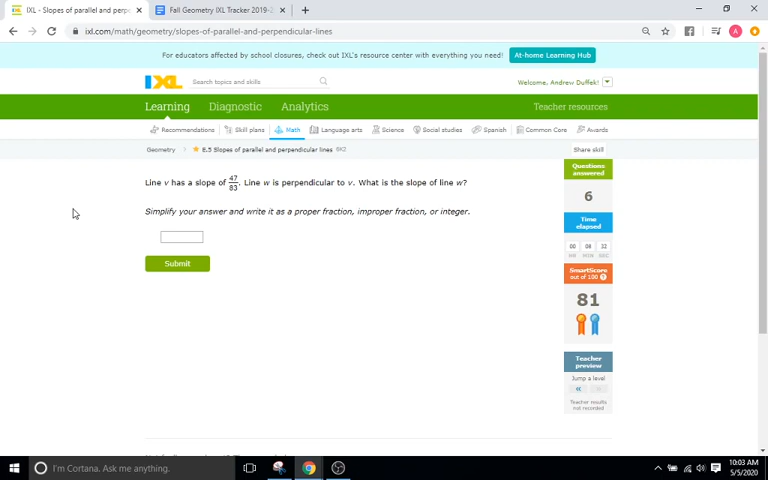 IXL - Slopes of parallel and perp
Fall Geometry IXL Tracker 2019-2
ixl.com/math/geometry/slopes-of-parallel-and-perpendicular-lines
A
For educators affected by school closures, check out IXL's resource center with everything you need!
At-home Learning Hub
IXL
Search topics and skills
Welcome, Andrew Duffek!
Learning
Diagnostic
Analytics
Teacher resources
Recommendations
Skill plans
Math
Language arts
Science
Social studies
Spanish
Common Core
Awards
Geometry
E.5 Slopes of parallel and perpendicular lines
6K2
Share skill
Line v has a slope of 47/83. Line w is perpendicular to v. What is the slope of line w?
Simplify your answer and write it as a proper fraction, improper fraction, or integer.
Submit
Questions
answered
6
Time
elapsed
00 08 32
HR MIN SEC
SmartScore
out of 100 ?
81
Teacher
preview
Jump a level
Teacher results
not recorded
I'm Cortana. Ask me anything.
10:03 AM
5/5/2020